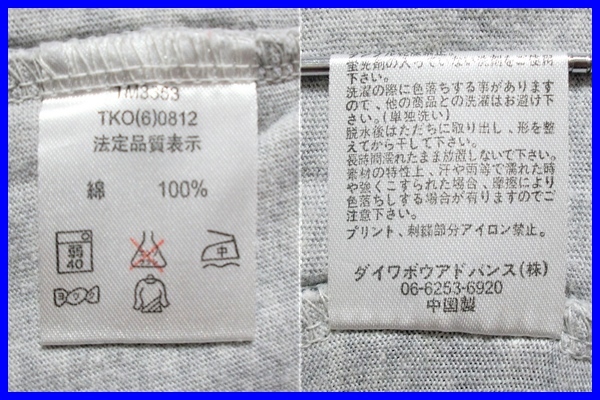 TKO(6)0812
法定品質表示
綿 100%
弱
40
中
ヨワク
下さい。
洗濯の際に色落ちする事があります
ので、他の商品との洗濯はお避け
下さい。(単独洗い)
脱水後はただちに取り出し、形を整
えてから干して下さい。
長時間濡れたまま放置しないで下さい。
素材の特性上、汗や雨等で濡れた時
や強くこすられた場合、摩擦により
色落ちしする場合が有りますのでご
注意下さい。
プリント、刺繍部分アイロン禁止。
ダイワボウアドバンス(株)
06-6253-6920
中国製